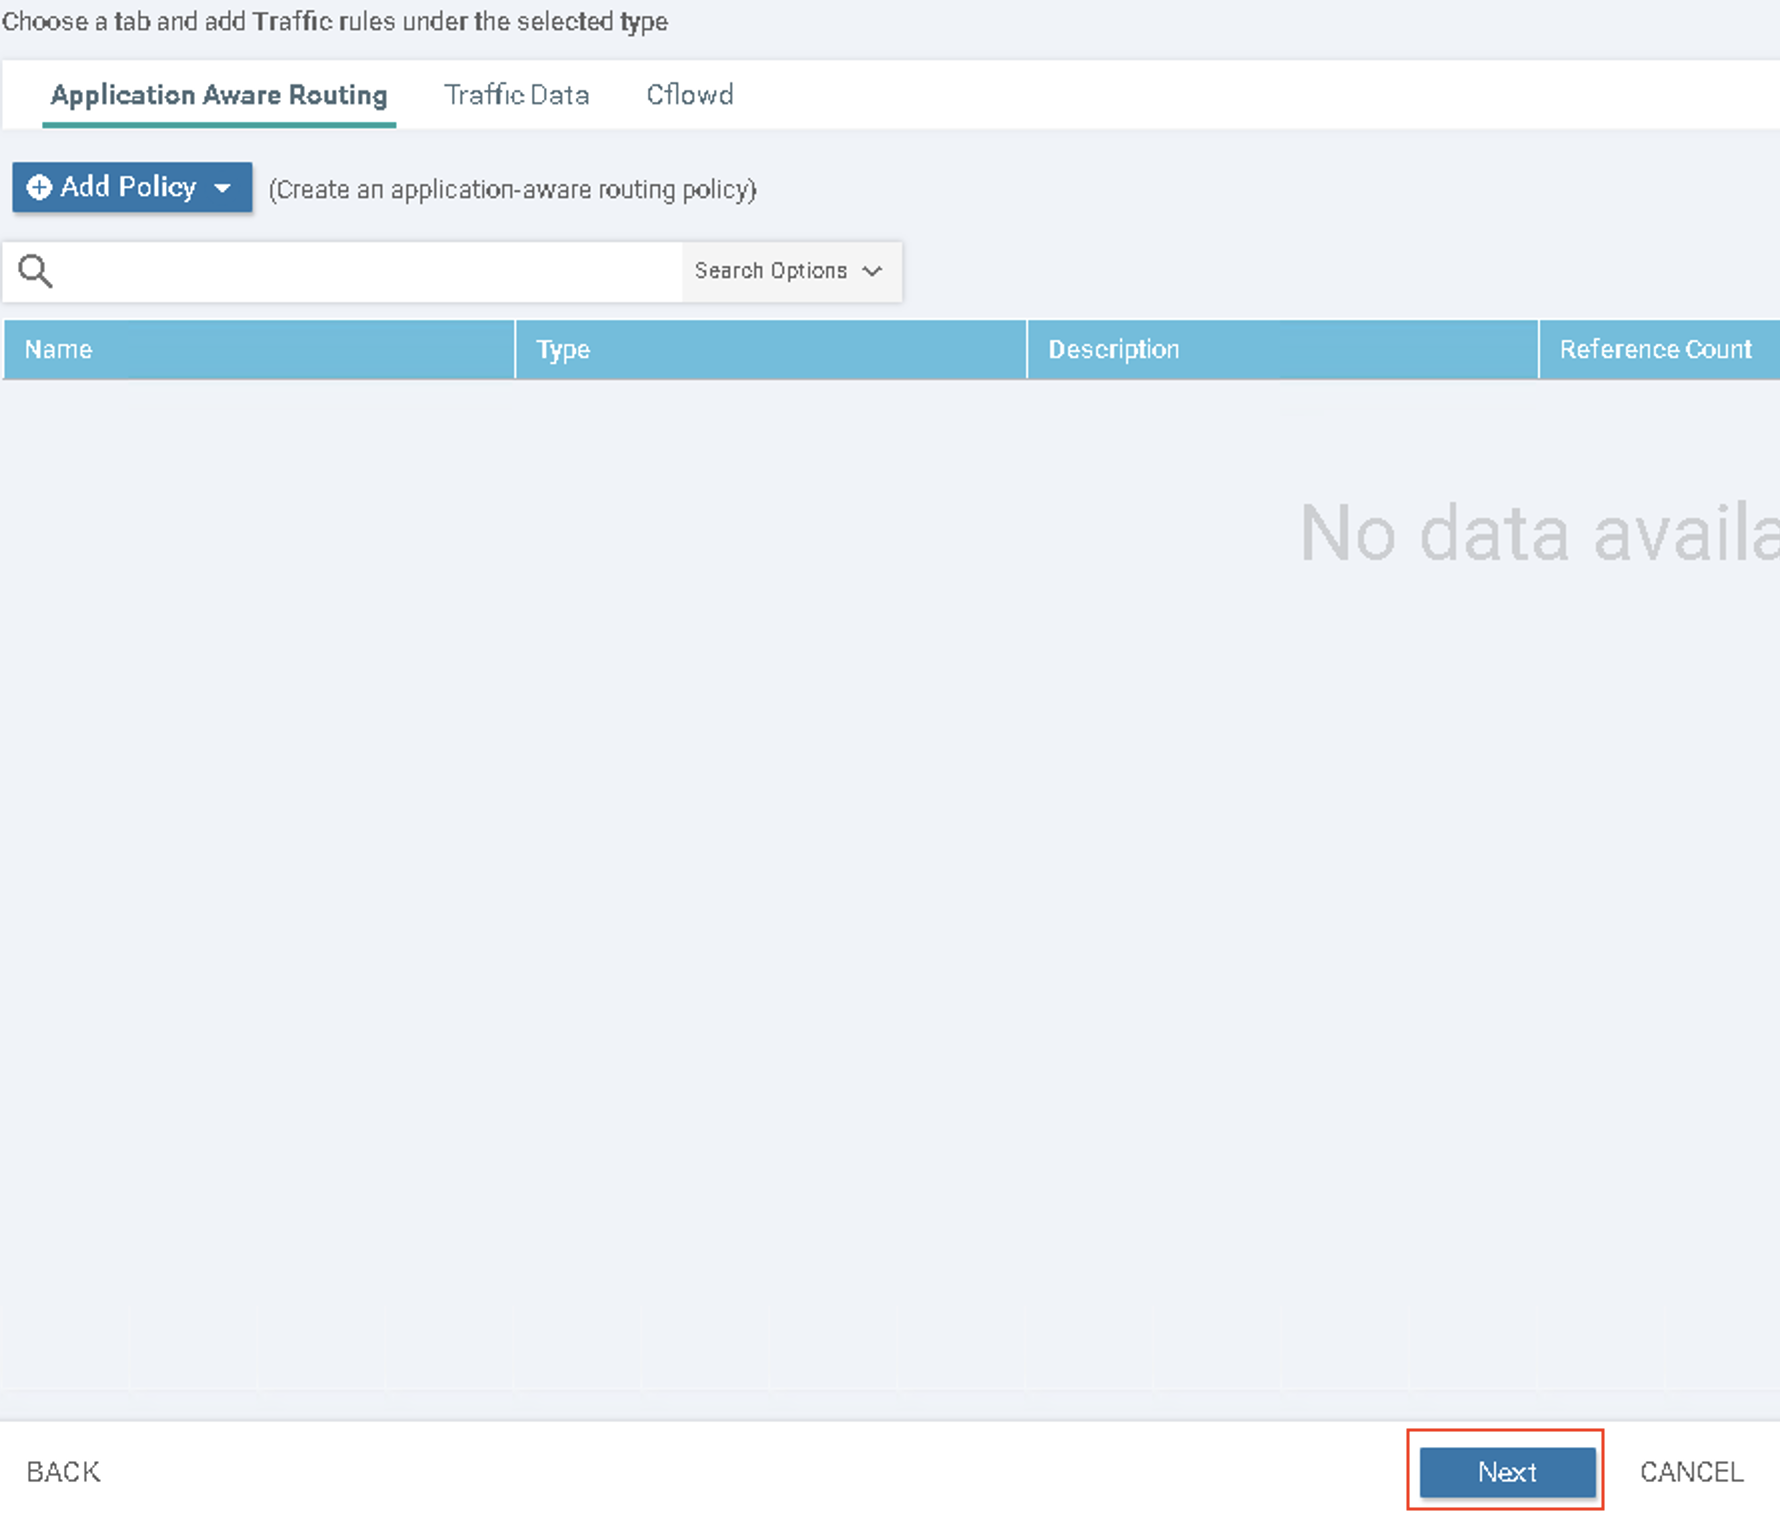 Choose a tab and add Traffic rules under the selected type
Application Aware Routing Traffic Data Cflowd
Add Policy (Create an application-aware routing policy)
Search Options
Name Type Description Reference Count
No data availa
BACK Next CANCEL